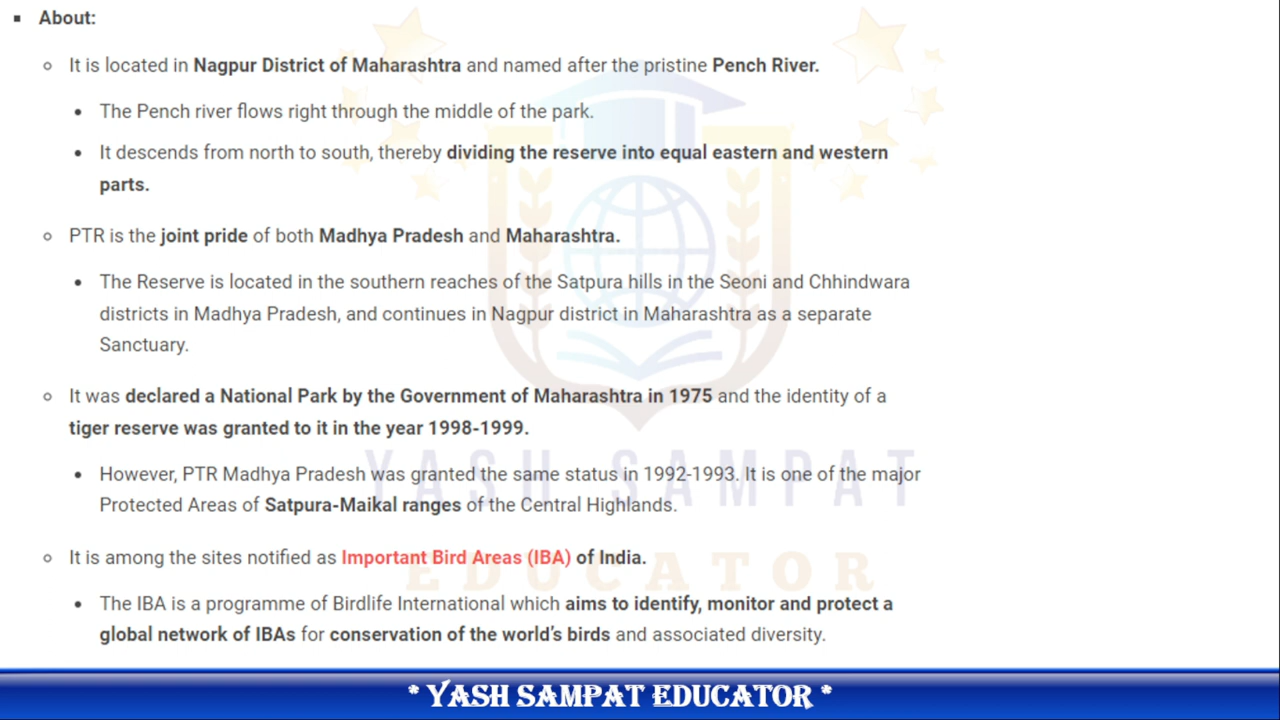 About:
It is located in Nagpur District of Maharashtra and named after the pristine Pench River.
The Pench river flows right through the middle of the park.
It descends from north to south, thereby dividing the reserve into equal eastern and western
parts.
PTR is the joint pride of both Madhya Pradesh and Maharashtra.
The Reserve is located in the southern reaches of the Satpura hills in the Seoni and Chhindwara
districts in Madhya Pradesh, and continues in Nagpur district in Maharashtra as a separate
Sanctuary.
It was declared a National Park by the Government of Maharashtra in 1975 and the identity of a
tiger reserve was granted to it in the year 1998-1999.
However, PTR Madhya Pradesh was granted the same status in 1992-1993. It is one of the major
Protected Areas of Satpura-Maikal ranges of the Central Highlands.
YASH SAMPAT
It is among the sites notified as Important Bird Areas (IBA) of India.
EDUCATOR
The IBA is a programme of Birdlife International which aims to identify, monitor and protect a
global network of IBAs for conservation of the world's birds and associated diversity.
* YASH SAMPAT EDUCATOR *